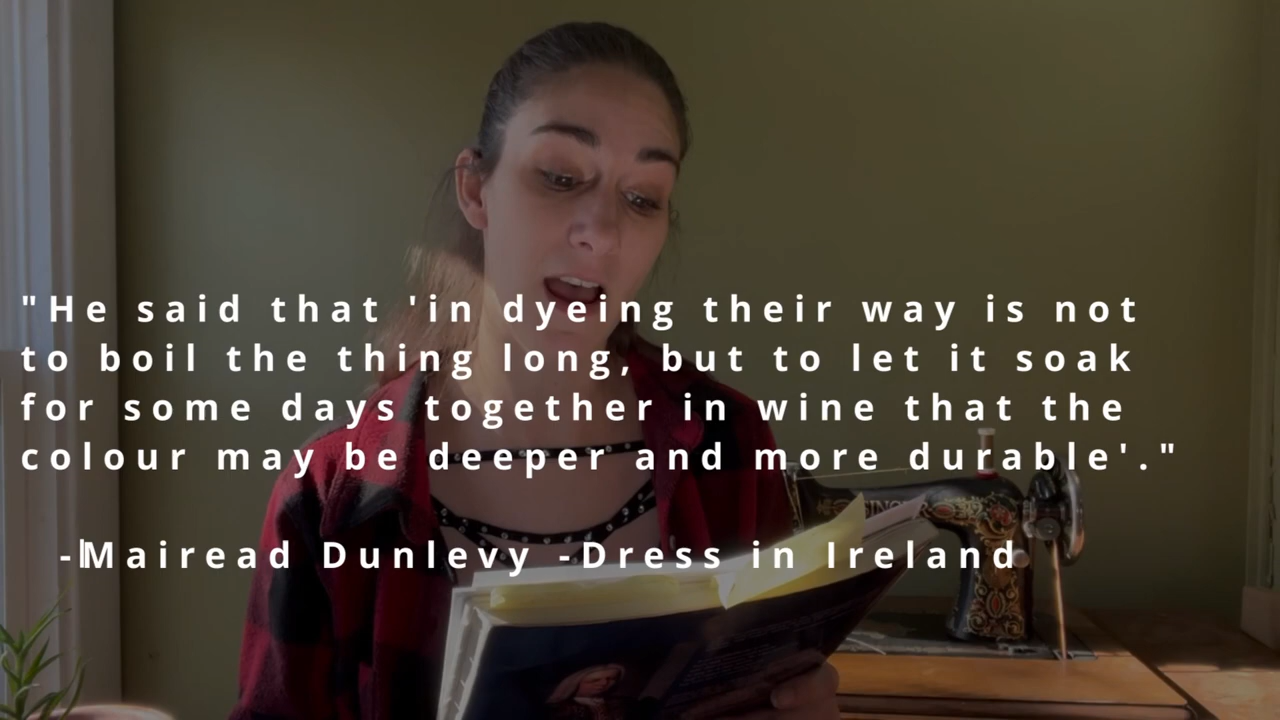 "He said that 'in dyeing their way is not
to boil the thing long, but to let it soak
for some days together in wine that the
colour may be deeper and more durable'."
-Mairead Dunlevy -Dress in Ireland
SINGER